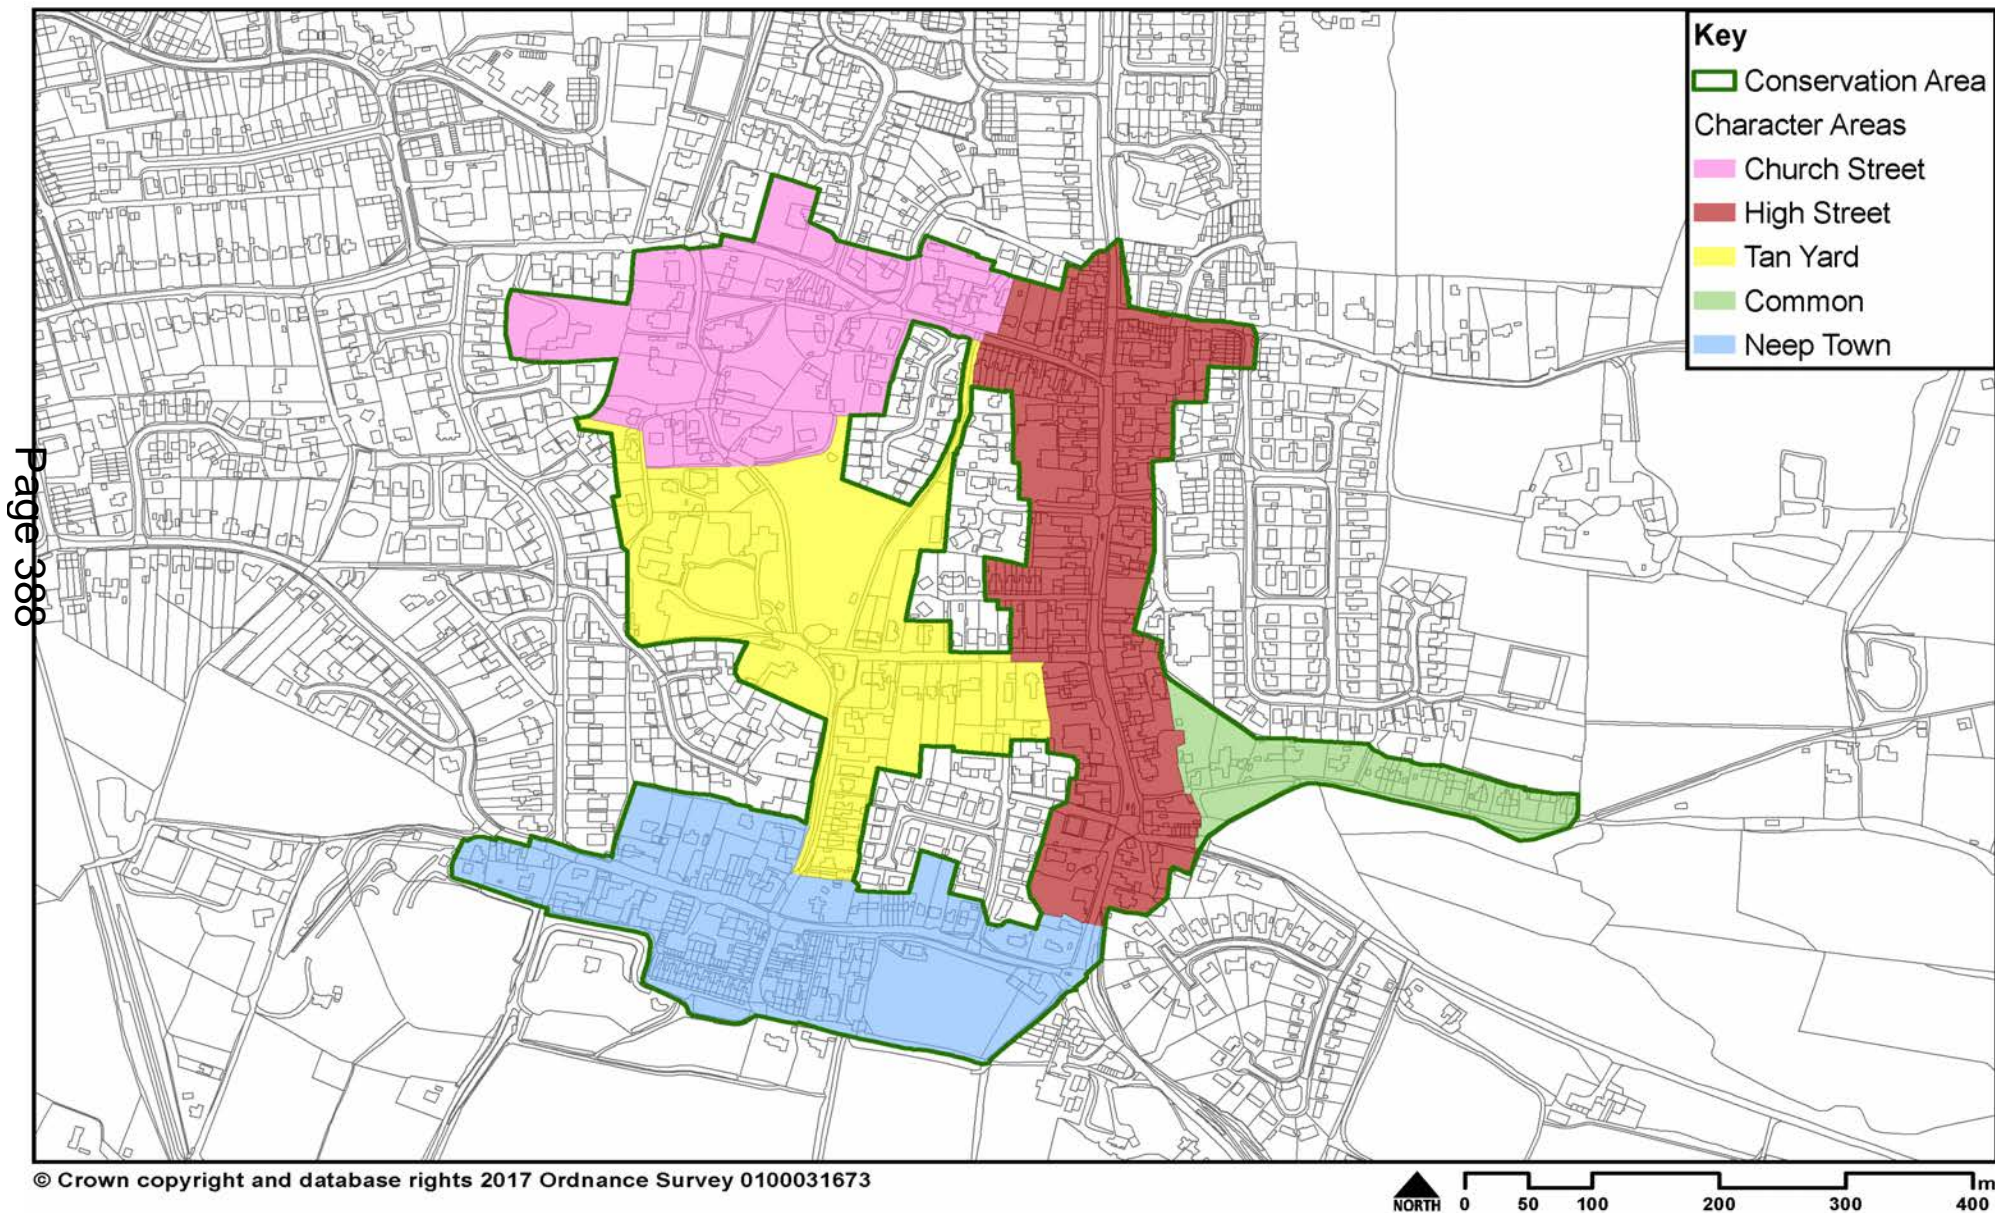 Page 388
Key
Conservation Area
Character Areas
Church Street
High Street
Tan Yard
Common
Neep Town
© Crown copyright and database rights 2017 Ordnance Survey 0100031673
NORTH
0 50 100 200 300 400
m